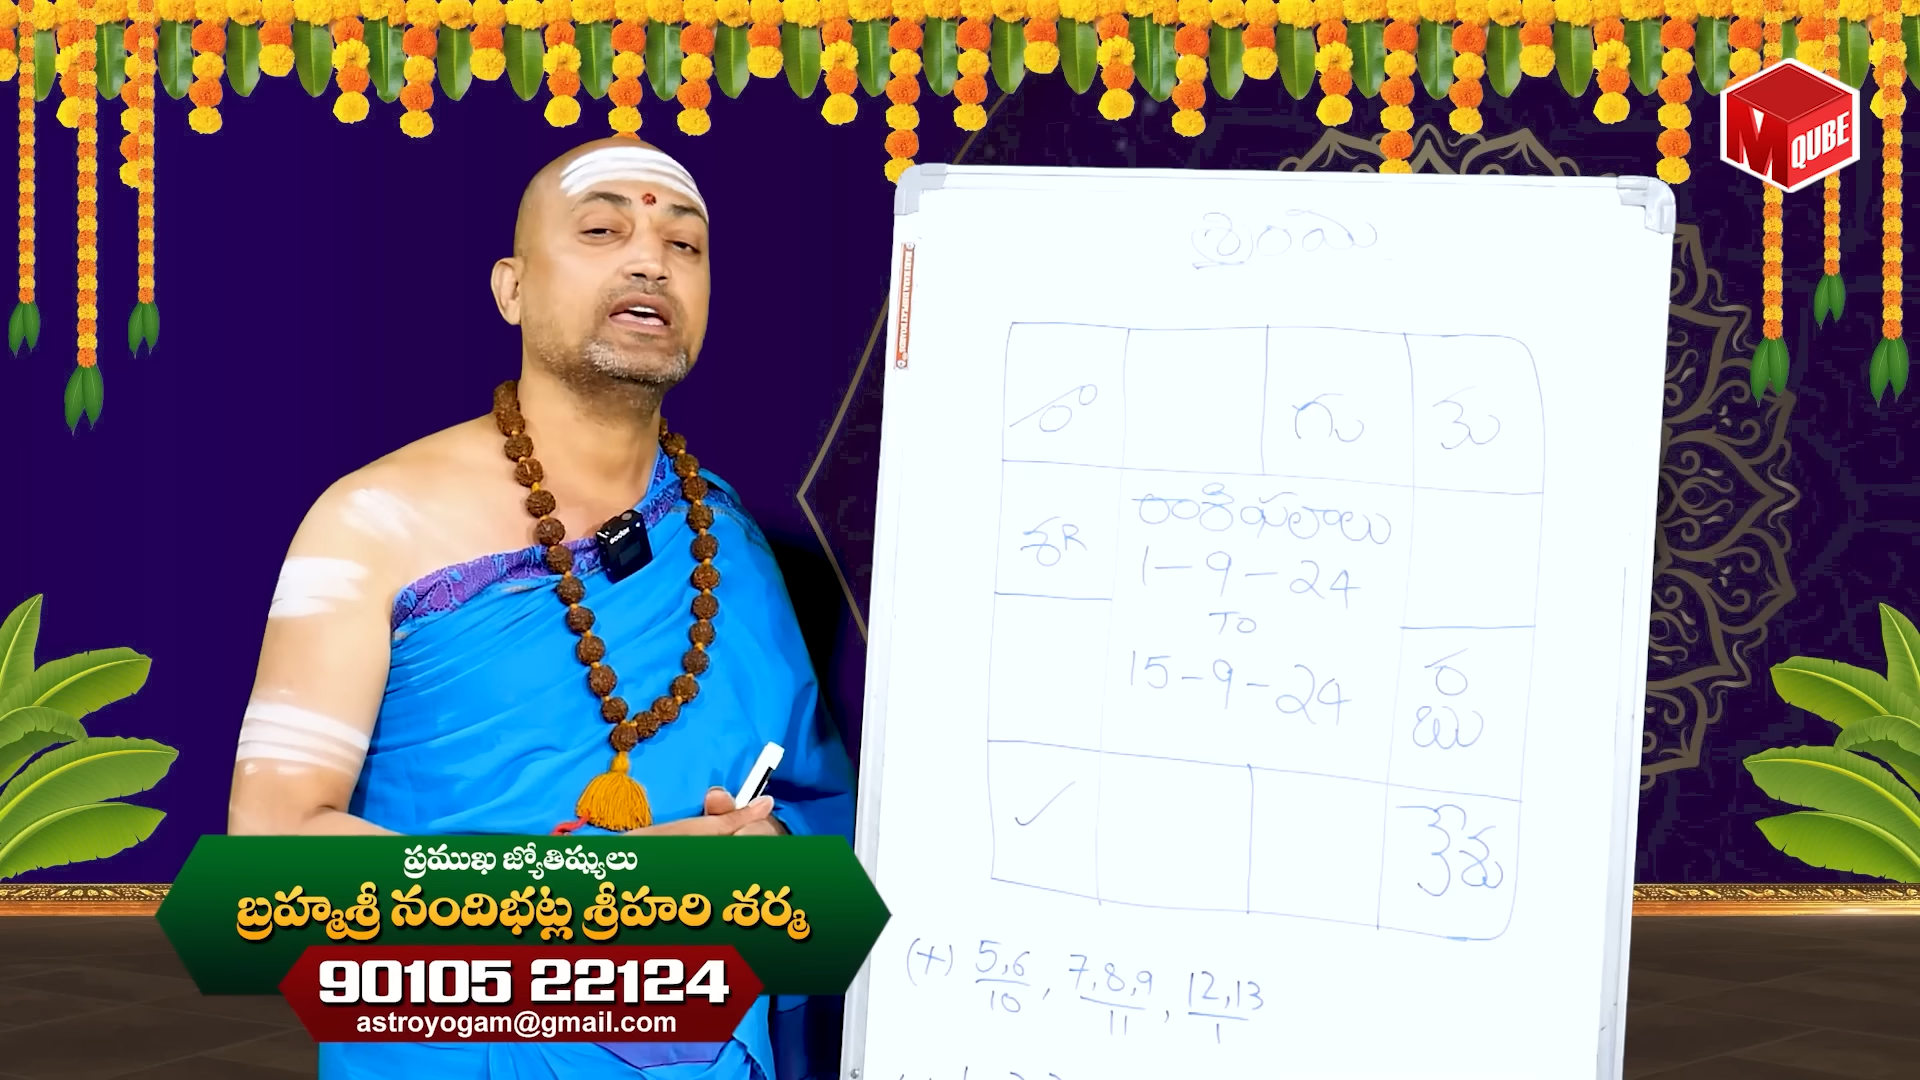 M QUBE
శ్రీరామ
రా
గు
కు
శR
రాశిఫలాలు
1-9-24
TO
15-9-24
ర
బు
కేశు
(+) 5,6/10, 7,8,9/11, 12,13/1
ప్రముఖ జ్యోతిష్యులు
బ్రహ్మశ్రీ నందిభట్ల శ్రీహరి శర్మ
90105 22124
astroyogam@gmail.com